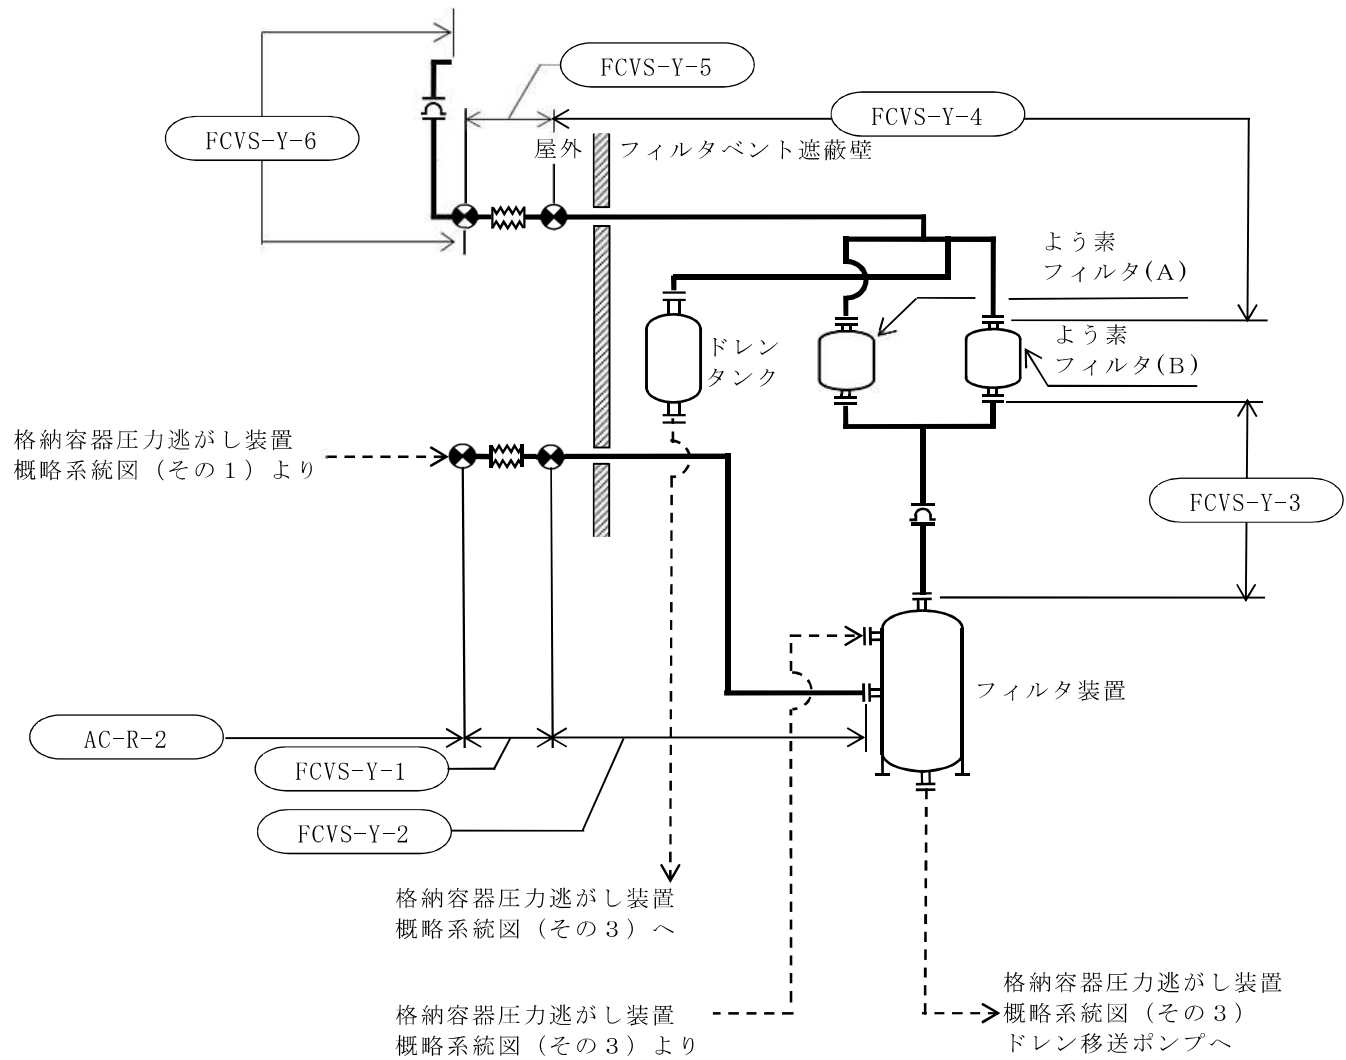 FCVS-Y-5
FCVS-Y-4
FCVS-Y-6
屋外
フィルタベント遮蔽壁
よう素
フィルタ(A)
よう素
フィルタ(B)
ドレン
タンク
格納容器圧力逃がし装置
概略系統図（その１）より
FCVS-Y-3
フィルタ装置
AC-R-2
FCVS-Y-1
FCVS-Y-2
格納容器圧力逃がし装置
概略系統図（その３）へ
格納容器圧力逃がし装置
概略系統図（その３）より
格納容器圧力逃がし装置
概略系統図（その３）
ドレン移送ポンプへ